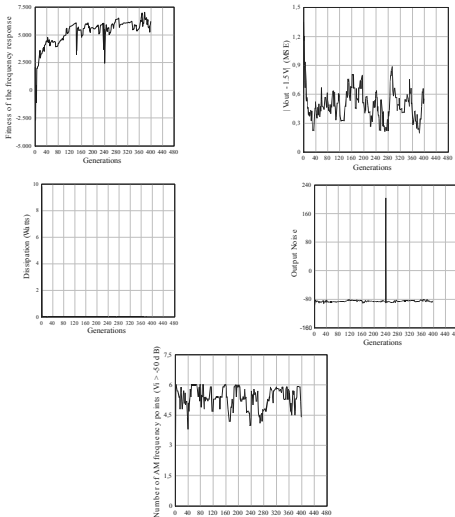 Fitness of the frequency response
7.500
5.000
2.500
0.000
-2.500
-5.000
0 40 80 120 160 200 240 280 320 360 400 440 480
Generations
|Vout - 1.5V| (MSE)
1,5
1,2
0,9
0,6
0,3
0
0 40 80 120 160 200 240 280 320 360 400 440 480
Generations
Dissipation (Watts)
10
8
6
4
2
0
0 40 80 120 160 200 240 280 320 360 400 440 480
Generations
Output Noise
240
160
80
0
-80
-160
0 40 80 120 160 200 240 280 320 360 400
Generations
Number of AM frequency points (Vi > -50 dB)
7,5
6
4,5
3
1,5
0
0 40 80 120 160 200 240 280 320 360 400 440 480